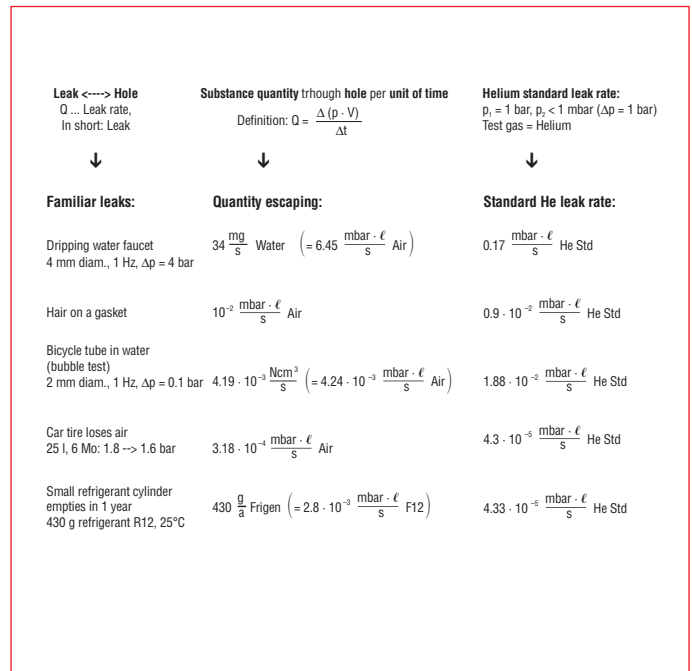 Leak <----> Hole
Q ... Leak rate,
In short: Leak
Substance quantity trhough hole per unit of time
Definition: Q = Δ (p · V) / Δt
Helium standard leak rate:
p₁ = 1 bar, p₂ < 1 mbar (Δp = 1 bar)
Test gas = Helium
↓ ↓ ↓
Familiar leaks: Quantity escaping: Standard He leak rate:
Dripping water faucet
4 mm diam., 1 Hz, Δp = 4 bar
34 mg/s Water (= 6.45 mbar · ℓ/s Air)
0.17 mbar · ℓ/s He Std
Hair on a gasket
10⁻² mbar · ℓ/s Air
0.9 · 10⁻² mbar · ℓ/s He Std
Bicycle tube in water
(bubble test)
2 mm diam., 1 Hz, Δp = 0.1 bar
4.19 · 10⁻³ Ncm³/s (= 4.24 · 10⁻³ mbar · ℓ/s Air)
1.88 · 10⁻² mbar · ℓ/s He Std
Car tire loses air
25 l, 6 Mo: 1.8 --> 1.6 bar
3.18 · 10⁻⁴ mbar · ℓ/s Air
4.3 · 10⁻⁵ mbar · ℓ/s He Std
Small refrigerant cylinder
empties in 1 year
430 g refrigerant R12, 25°C
430 g/a Frigen (= 2.8 · 10⁻³ mbar · ℓ/s F12)
4.33 · 10⁻⁵ mbar · ℓ/s He Std